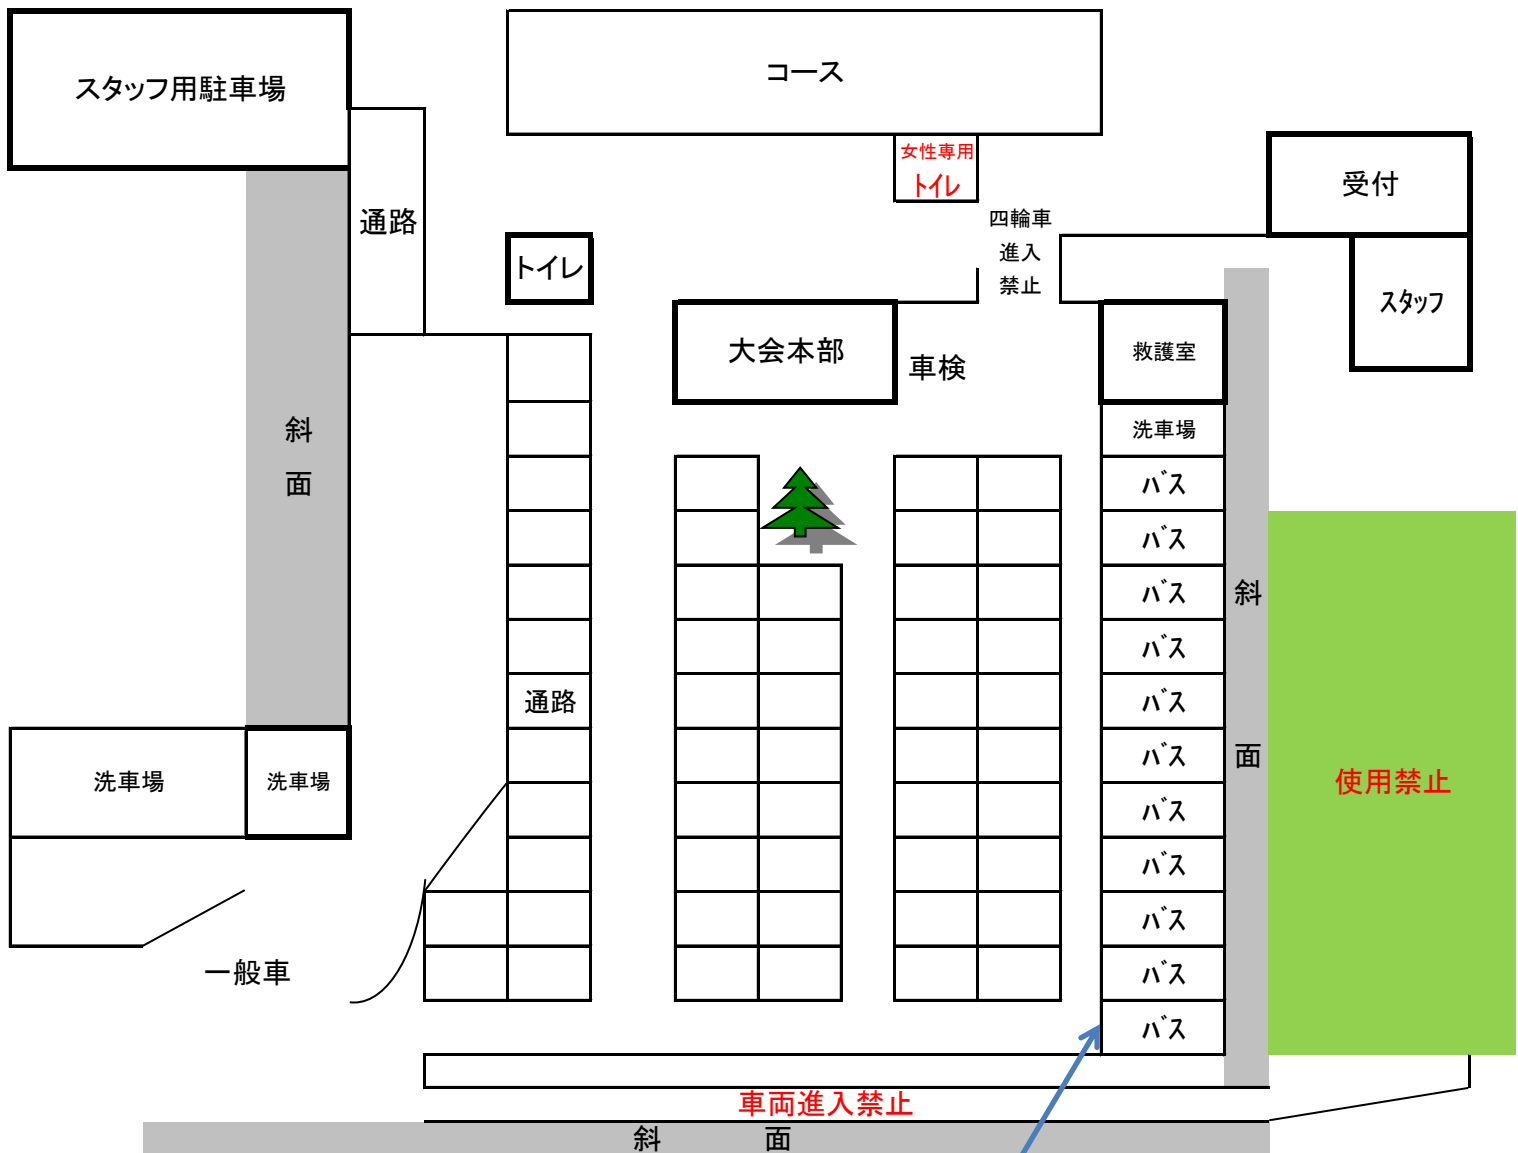 スタッフ用駐車場
コース
女性専用
トイレ
受付
通路
四輪車
進入
禁止
トイレ
スタッフ
大会本部
車検
救護室
洗車場
斜
面
バス
バス
バス
斜
バス
通路
バス
洗車場
洗車場
バス
面
使用禁止
バス
バス
バス
一般車
バス
バス
車両進入禁止
斜 面